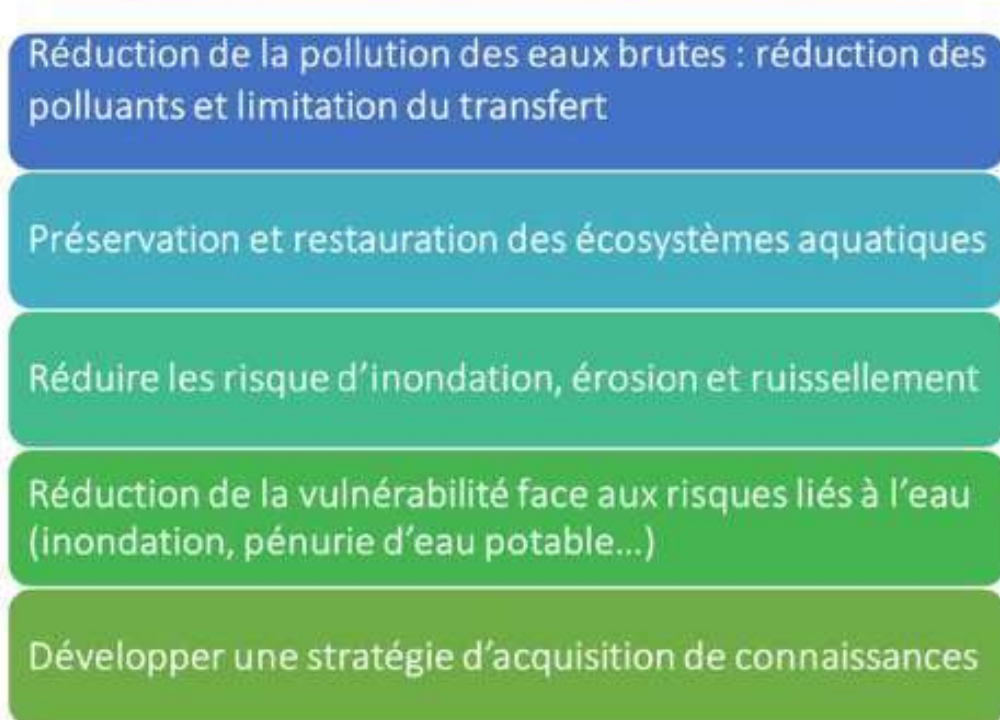 Réduction de la pollution des eaux brutes : réduction des
polluants et limitation du transfert
Préservation et restauration des écosystèmes aquatiques
Réduire les risque d'inondation, érosion et ruissellement
Réduction de la vulnérabilité face aux risques liés à l'eau
(inondation, pénurie d'eau potable...)
Développer une stratégie d'acquisition de connaissances